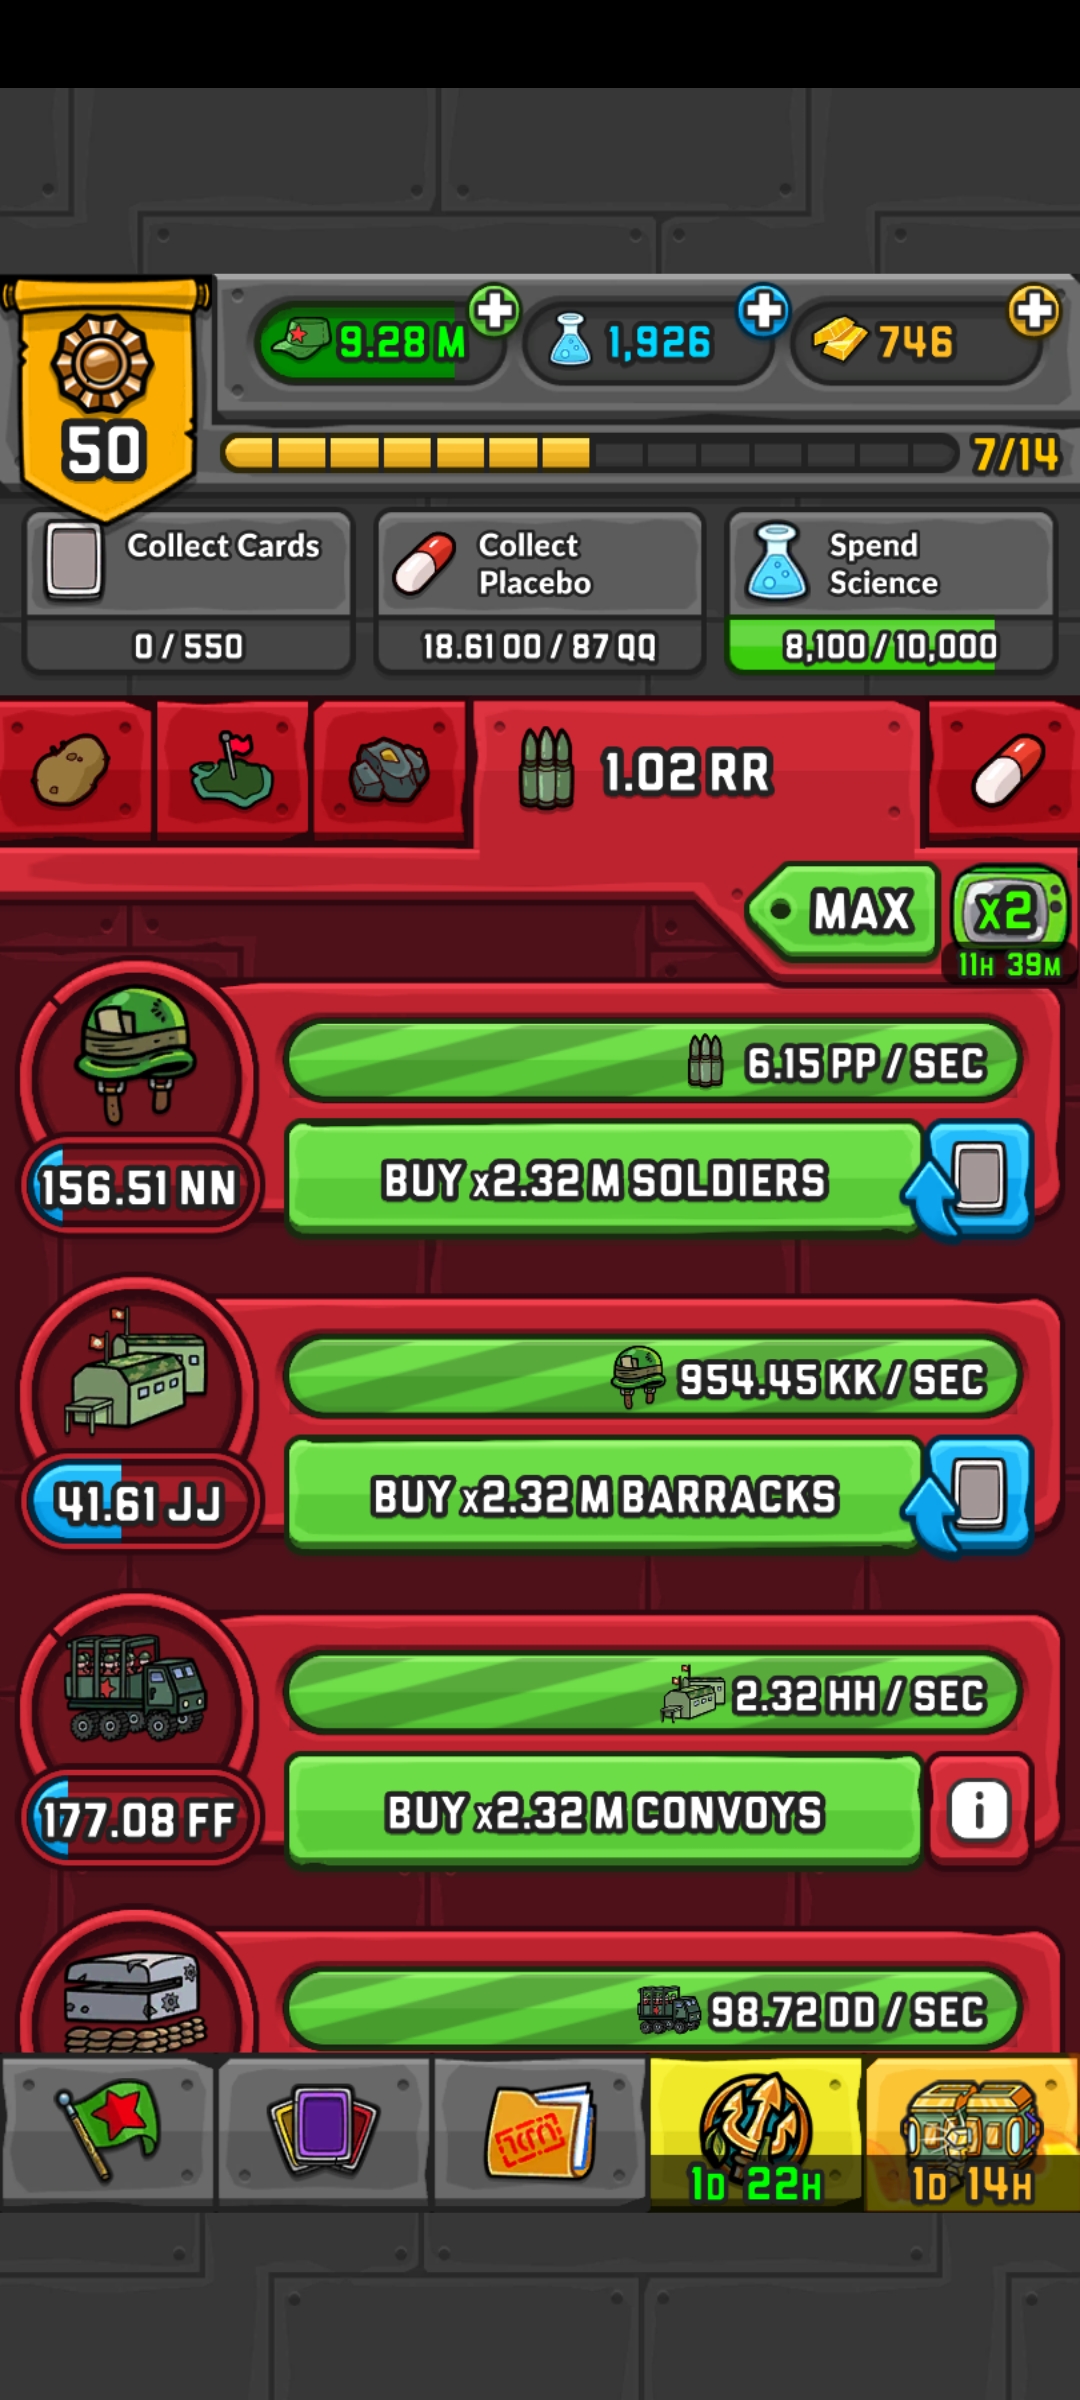 9.28 M
1,926
746
50
7/14
Collect Cards
0 / 550
Collect
Placebo
18.61 OO / 87 QQ
Spend
Science
8,100 / 10,000
1.02 RR
MAX
x2
11H 39M
6.15 PP / SEC
156.51 NN
BUY x2.32 M SOLDIERS
954.45 KK / SEC
41.61 JJ
BUY x2.32 M BARRACKS
2.32 HH / SEC
177.08 FF
BUY x2.32 M CONVOYS
i
98.72 DD / SEC
1D 22H
1D 14H